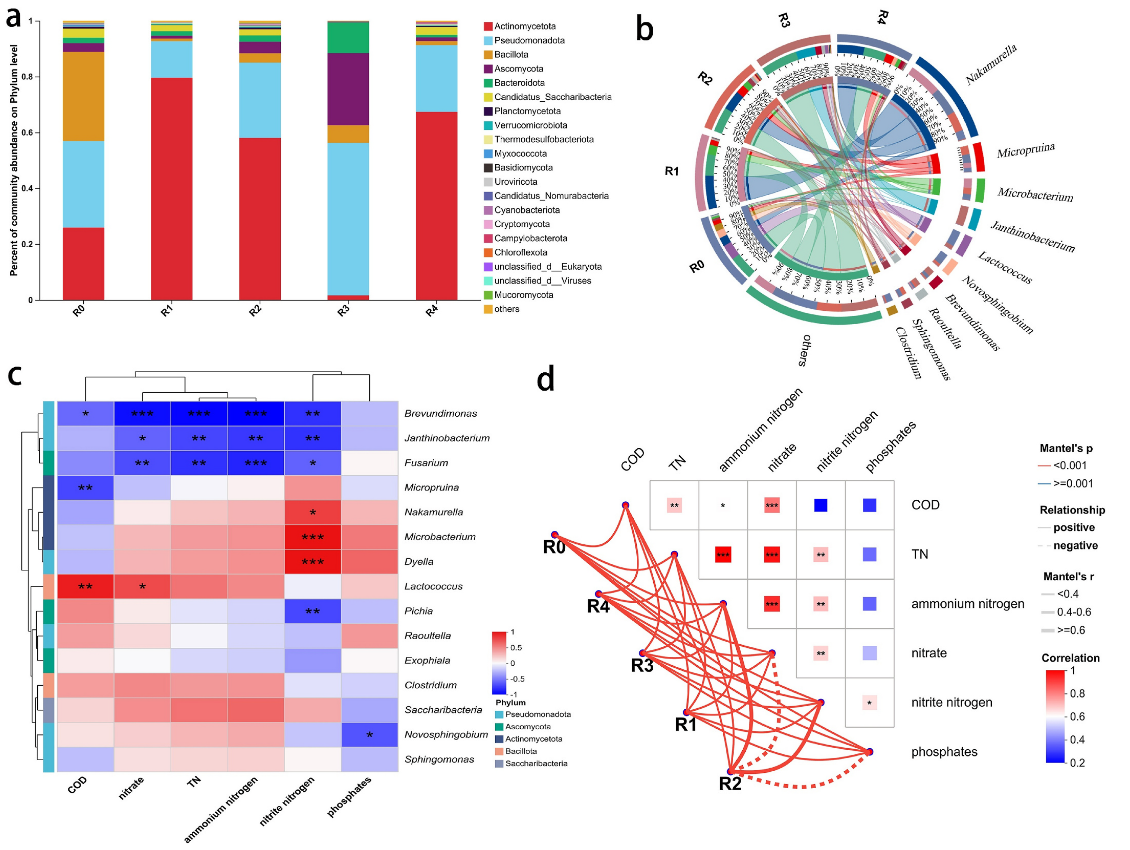 a
Percent of community abundance on Phylum level
1
0.8
0.6
0.4
0.2
0
R0
R1
R2
R3
R4
Actinomycetota
Pseudomonadota
Bacillota
Ascomycota
Bacteroidota
Candidatus_Saccharibacteria
Planctomycetota
Verrucomicrobiota
Thermodesulfobacteriota
Myxococcota
Basidiomycota
Uroviricota
Candidatus_Nomurabacteria
Cyanobacteriota
Cryptomycota
Campylobacterota
Chloroflexota
unclassified_d__Eukaryota
unclassified_d__Viruses
Mucoromycota
others
b
R3
R4
R2
R1
R0
Nakamurella
Micropruina
Microbacterium
Janthinobacterium
Lactococcus
Novosphingobium
Brevundimonas
Raoultella
Sphingomonas
Clostridium
others
c
* *** *** *** ** Brevundimonas
* ** ** ** Janthinobacterium
** ** *** * Fusarium
** Micropruina
* Nakamurella
*** Microbacterium
*** Dyella
** * Lactococcus
** Pichia
Raoultella
Exophiala
Clostridium
Saccharibacteria
* Novosphingobium
Sphingomonas
COD
nitrate
TN
ammonium nitrogen
nitrite nitrogen
phosphates
1
0.5
0
-0.5
-1
Phylum
Pseudomonadota
Ascomycota
Actinomycetota
Bacillota
Saccharibacteria
d
COD
TN
ammonium nitrogen
nitrate
nitrite nitrogen
phosphates
** * *** COD
*** *** ** TN
*** ** ammonium nitrogen
** nitrate
* nitrite nitrogen
phosphates
R0
R4
R3
R1
R2
Mantel's p
<0.001
>=0.001
Relationship
positive
negative
Mantel's r
<0.4
0.4-0.6
>=0.6
Correlation
1
0.8
0.6
0.4
0.2